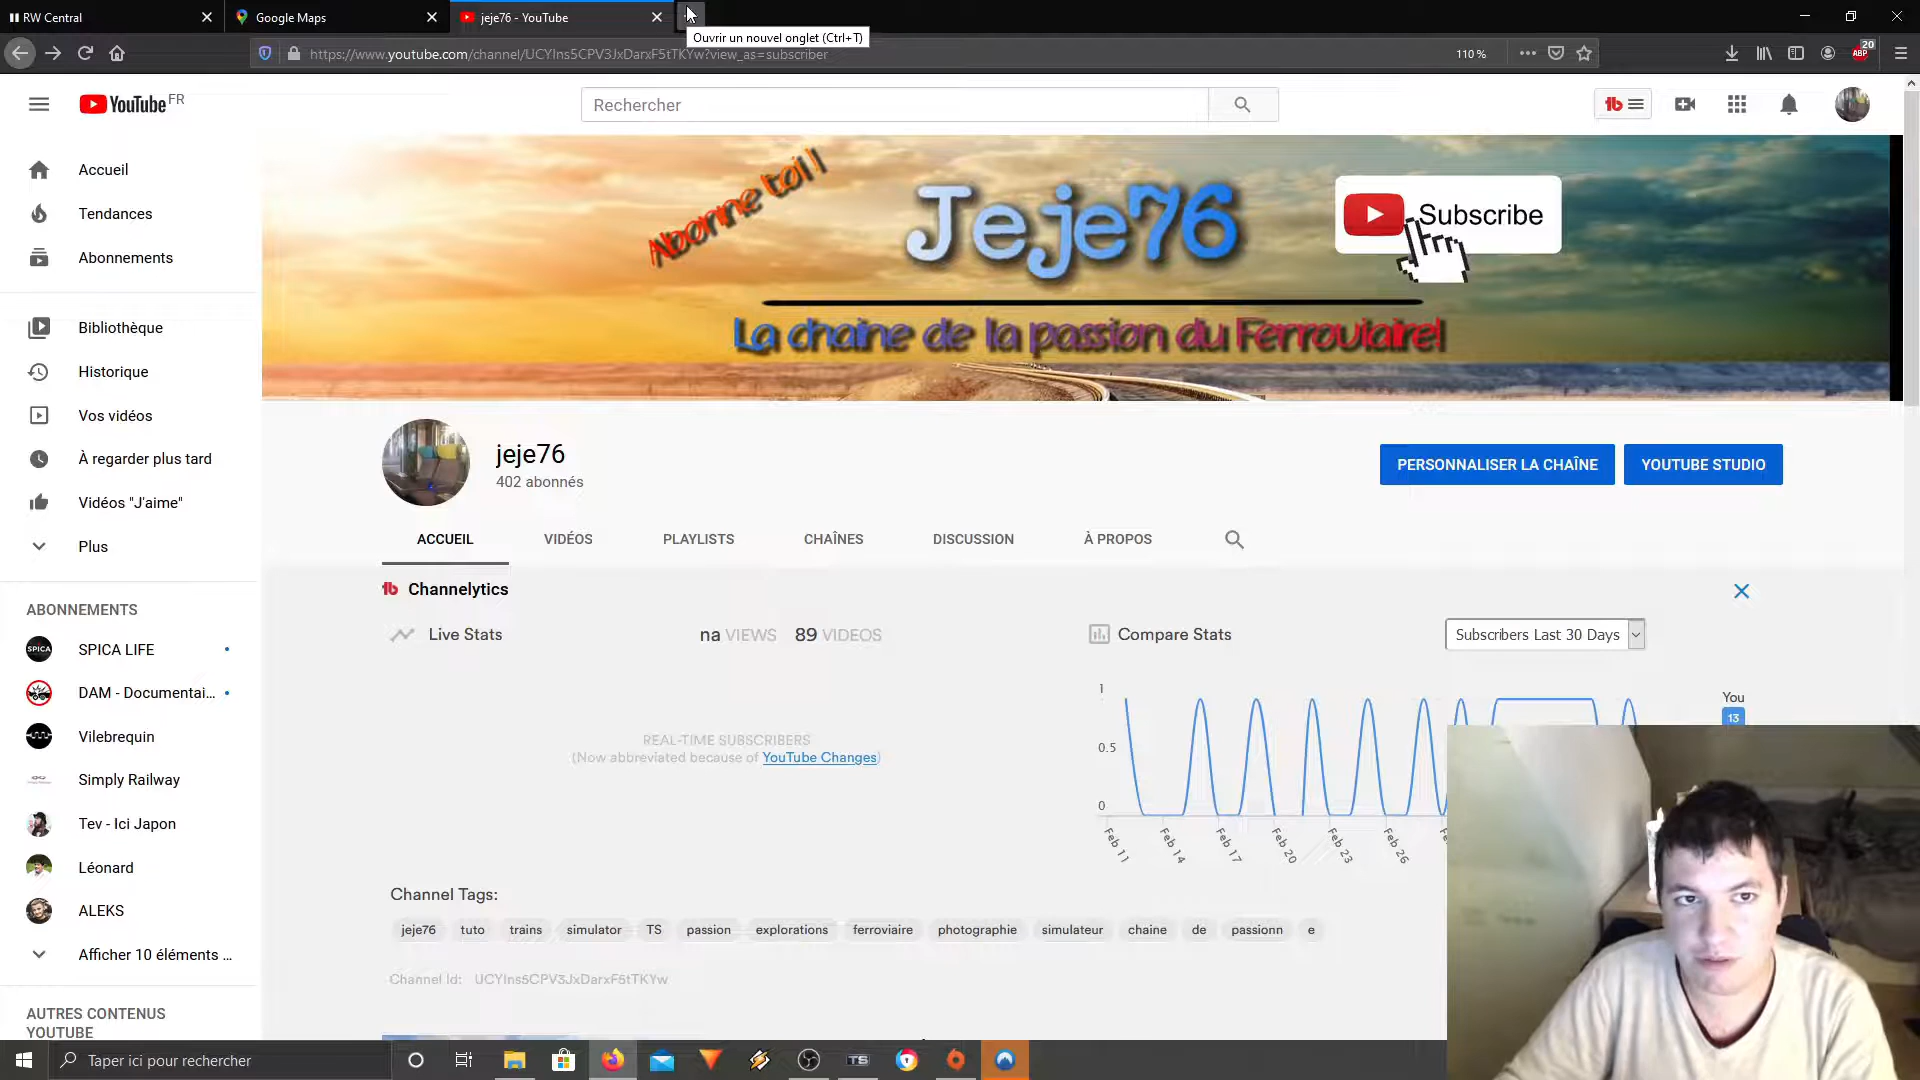 RW Central
Google Maps
jeje76 - YouTube
Ouvrir un nouvel onglet (Ctrl+T)
https://www.youtube.com/channel/UCYIns5CPV3JxDarxF5tTKYw?view_as=subscriber
110 %
ABP
20
YouTube FR
Rechercher
Accueil
Tendances
Abonnements
Bibliothèque
Historique
Vos vidéos
À regarder plus tard
Vidéos "J'aime"
Plus
ABONNEMENTS
SPICA LIFE
DAM - Documentai...
Vilebrequin
Simply Railway
Tev - Ici Japon
Léonard
ALEKS
Afficher 10 éléments ...
AUTRES CONTENUS
YOUTUBE
Abonne toi !
Jeje76
Subscribe
La chaine de la passion du Ferroviaire!
jeje76
402 abonnés
PERSONNALISER LA CHAÎNE
YOUTUBE STUDIO
ACCUEIL
VIDÉOS
PLAYLISTS
CHAÎNES
DISCUSSION
À PROPOS
Channelytics
Live Stats
na VIEWS 89 VIDEOS
REAL-TIME SUBSCRIBERS
(Now abbreviated because of YouTube Changes)
Compare Stats
Subscribers Last 30 Days
1
0.5
0
Feb 11
Feb 14
Feb 17
Feb 20
Feb 23
Feb 26
You
13
Channel Tags:
jeje76 tuto trains simulator TS passion explorations ferroviaire photographie simulateur chaine de passionn e
Channel Id: UCYIns5CPV3JxDarxF5tTKYw
Taper ici pour rechercher
TS